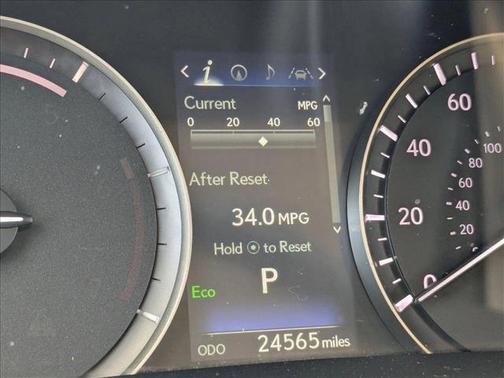 < i >
Current MPG
0 20 40 60
After Reset
34.0 MPG
Hold to Reset
P
Eco
ODO 24565 miles
60
40
20
0
100
80
60
40
20